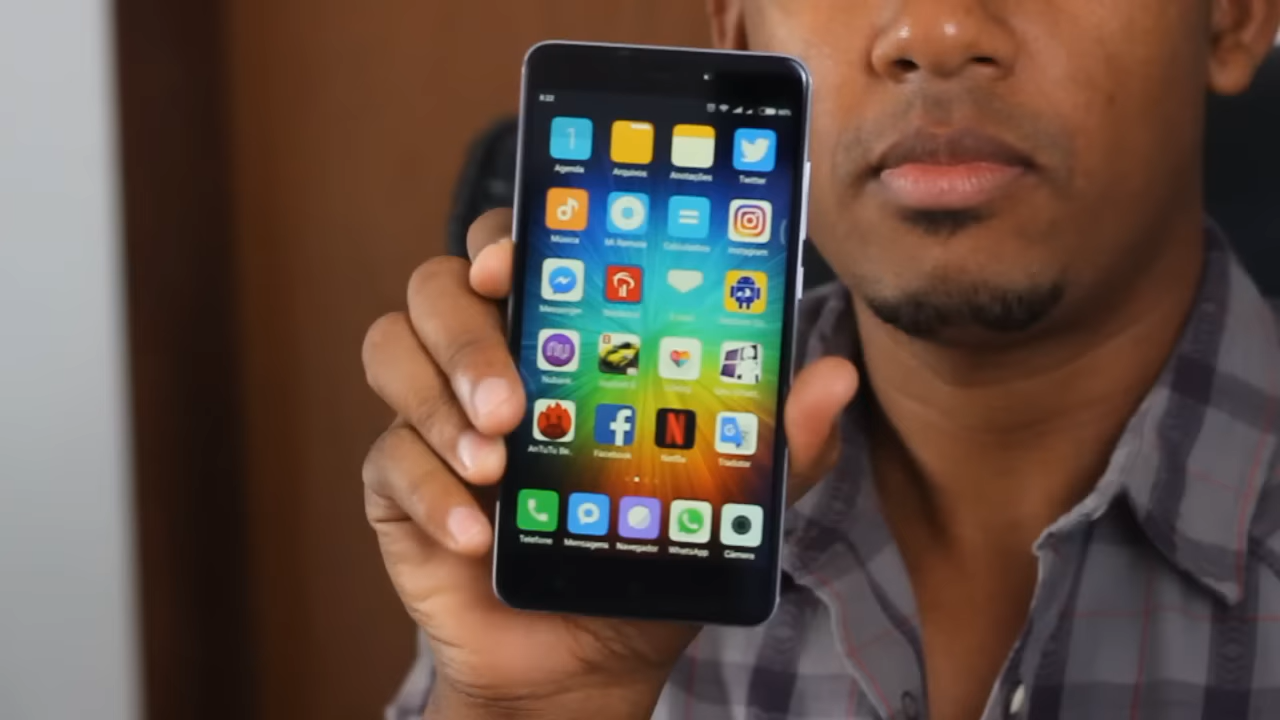 1
Agenda Arquivos Anotações Twitter
Música Mi Remote Calculadora Instagram
Messenger
Nubank
AnTuTu Be.. Facebook Netflix Tradutor
Telefone Mensagens Navegador WhatsApp Câmera